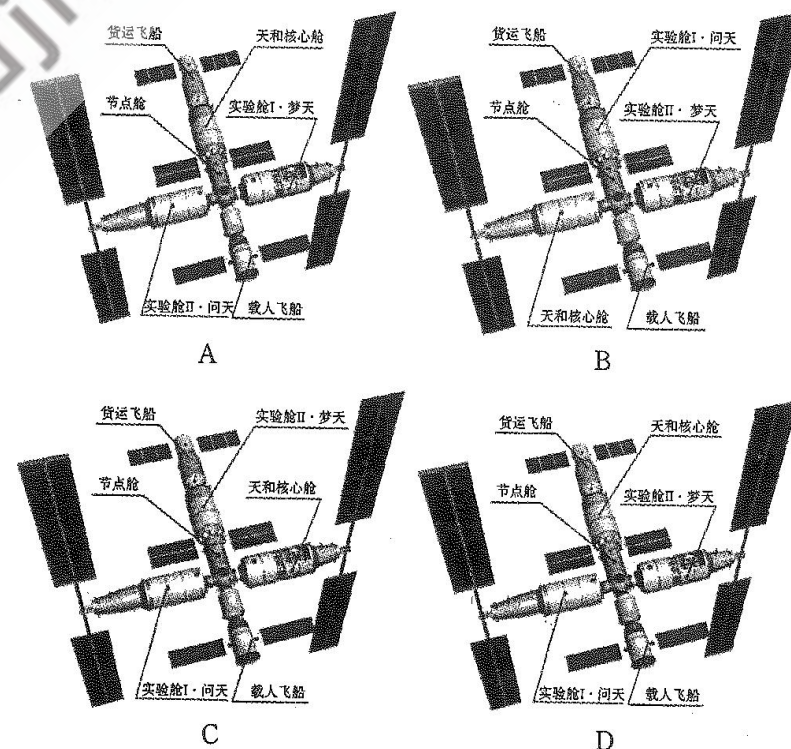 货运飞船
天和核心舱
节点舱
实验舱I·梦天
实验舱II·问天
载人飞船
A
货运飞船
实验舱I·问天
节点舱
实验舱II·梦天
天和核心舱
载人飞船
B
货运飞船
实验舱II·梦天
节点舱
天和核心舱
实验舱I·问天
载人飞船
C
货运飞船
天和核心舱
节点舱
实验舱II·梦天
实验舱I·问天
载人飞船
D